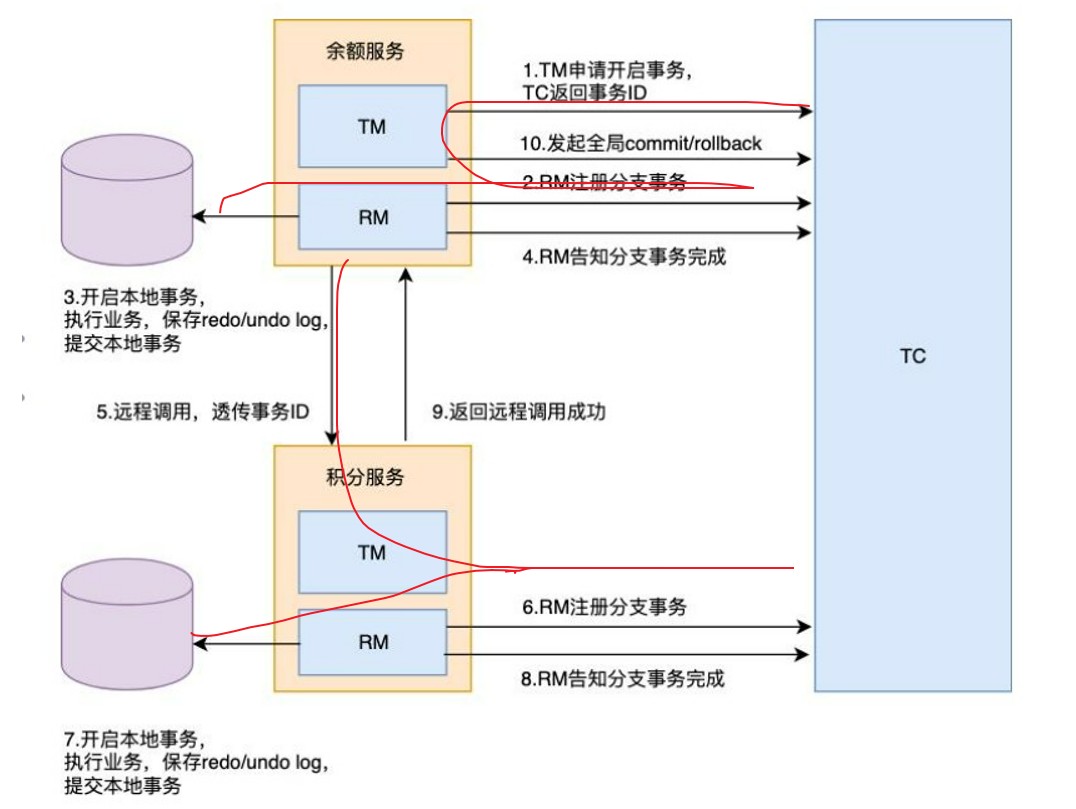 余额服务
1.TM申请开启事务,
TC返回事务ID
TM
10.发起全局commit/rollback
2.RM注册分支事务
RM
4.RM告知分支事务完成
3.开启本地事务,
执行业务，保存redo/undo log,
提交本地事务
TC
5.远程调用，透传事务ID
9.返回远程调用成功
积分服务
TM
6.RM注册分支事务
RM
8.RM告知分支事务完成
7.开启本地事务,
执行业务，保存redo/undo log,
提交本地事务